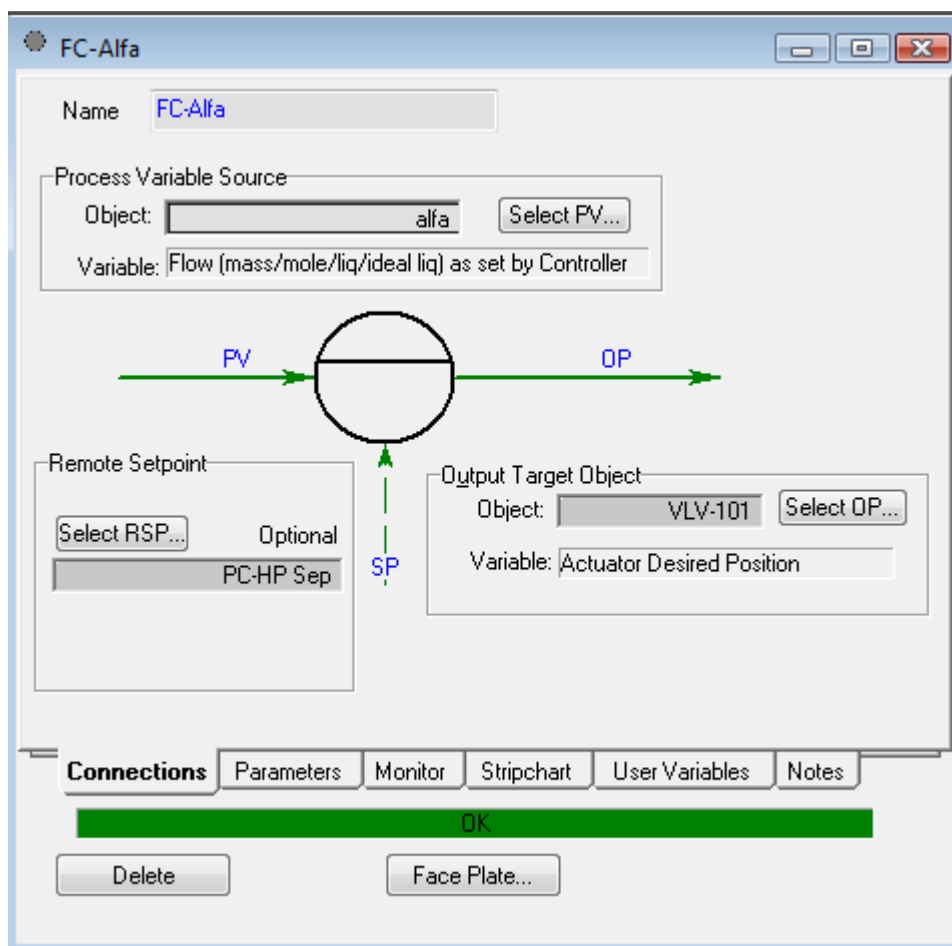 FC-Alfa
Name FC-Alfa
Process Variable Source
Object: alfa Select PV...
Variable: Flow (mass/mole/liq/ideal liq) as set by Controller
PV OP
Remote Setpoint
Select RSP... Optional
PC-HP Sep
SP
Output Target Object
Object: VLV-101 Select OP...
Variable: Actuator Desired Position
Connections Parameters Monitor Stripchart User Variables Notes
OK
Delete Face Plate...